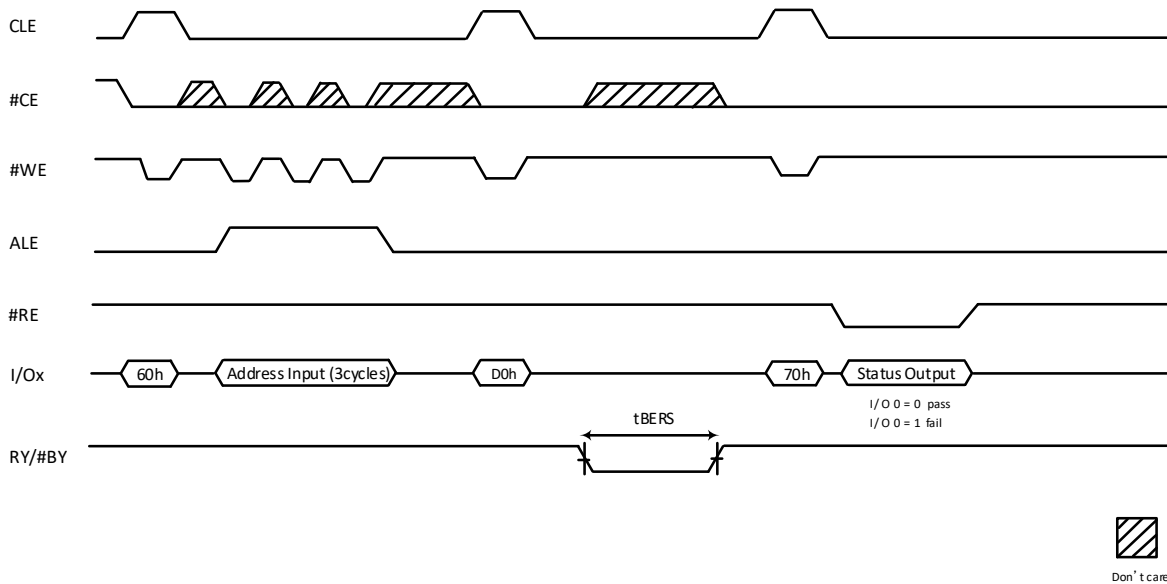 CLE
#CE
#WE
ALE
#RE
I/Ox
60h
Address Input (3cycles)
D0h
70h
Status Output
I/O 0 = 0 pass
I/O 0 = 1 fail
tBERS
RY/#BY
Don't care